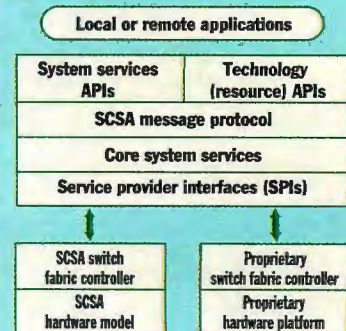 Local or remote applications
System services
APIs
Technology
(resource) APIs
SCSA message protocol
Core system services
Service provider interfaces (SPIs)
SCSA switch
fabric controller
SCSA
hardware model
Proprietary
switch fabric controller
Proprietary
hardware platform